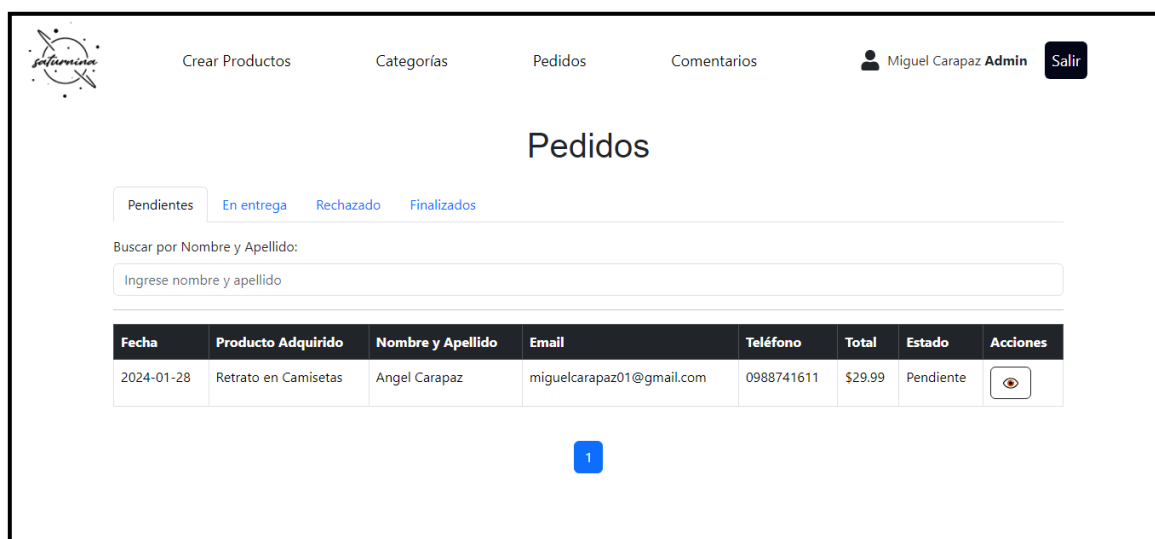 saturnina
Crear Productos Categorías Pedidos Comentarios Miguel Carapaz Admin Salir
Pedidos
Pendientes En entrega Rechazado Finalizados
Buscar por Nombre y Apellido:
Ingrese nombre y apellido
Fecha Producto Adquirido Nombre y Apellido Email Teléfono Total Estado Acciones
2024-01-28 Retrato en Camisetas Angel Carapaz miguelcarapaz01@gmail.com 0988741611 $29.99 Pendiente
1